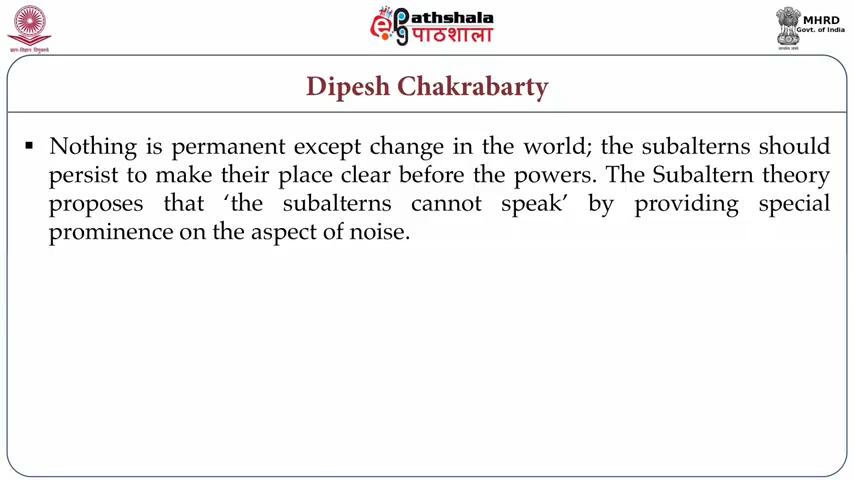 ePathshala
पाठशाला
MHRD
Govt. of India
Dipesh Chakrabarty
▪ Nothing is permanent except change in the world; the subalterns should
persist to make their place clear before the powers. The Subaltern theory
proposes that ‘the subalterns cannot speak’ by providing special
prominence on the aspect of noise.